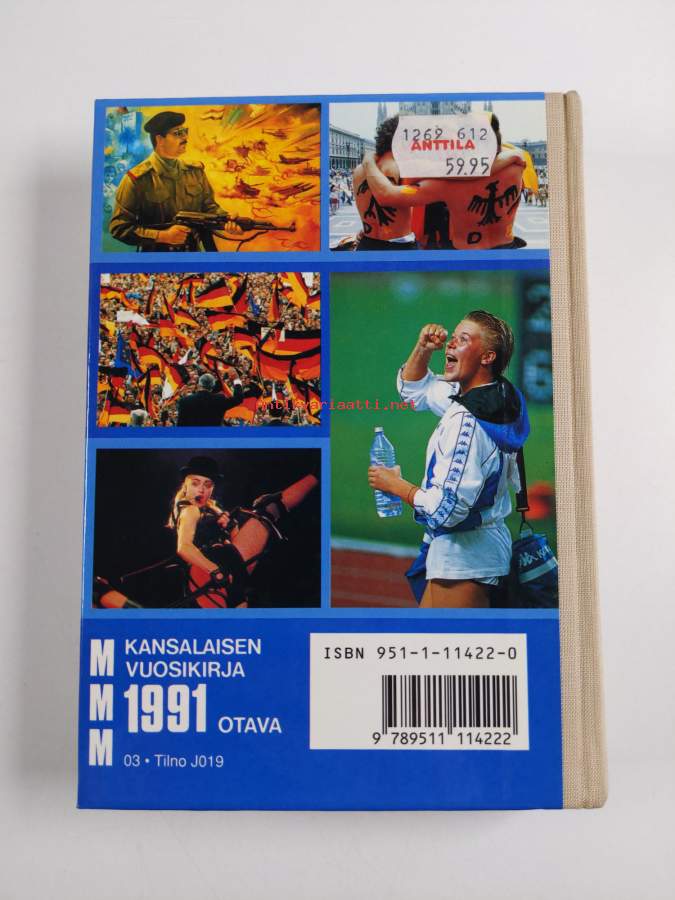 1269 612
ANTTILA
59.95
D
D
antikvariaatti.net
M
M
M
KANSALAISEN
VUOSIKIRJA
1991 OTAVA
03 • Tilno J019
ISBN 951-1-11422-0
9 789511 114222